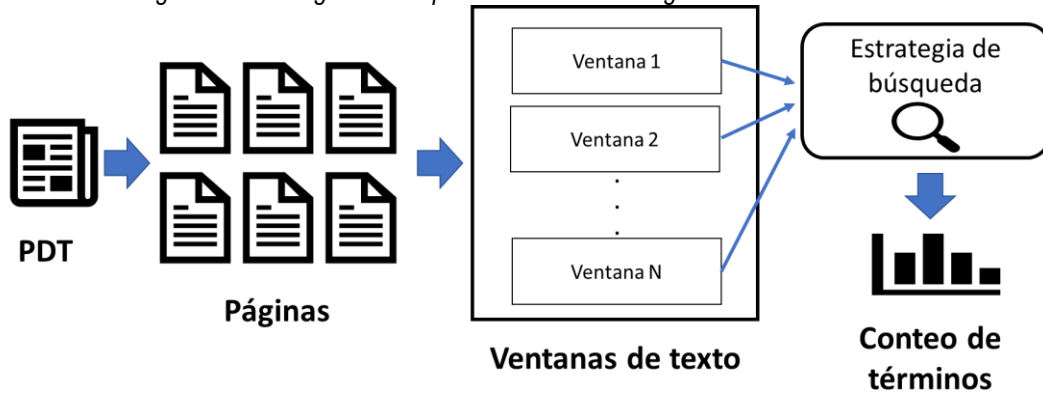 PDT
Páginas
Ventana 1
Ventana 2
.
.
.
Ventana N
Ventanas de texto
Estrategia de
búsqueda
Conteo de
términos